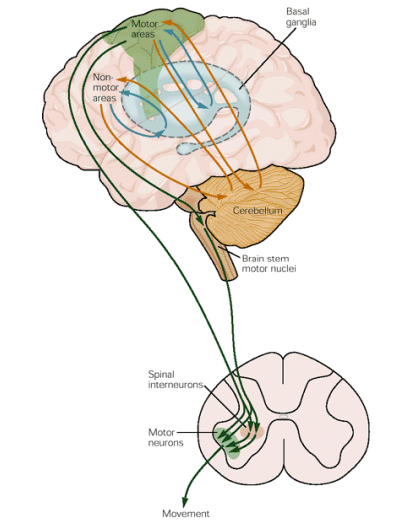 Basal
ganglia
Motor
areas
Non-
motor
areas
Cerebellum
Brain stem
motor nuclei
Spinal
interneurons
Motor
neurons
Movement